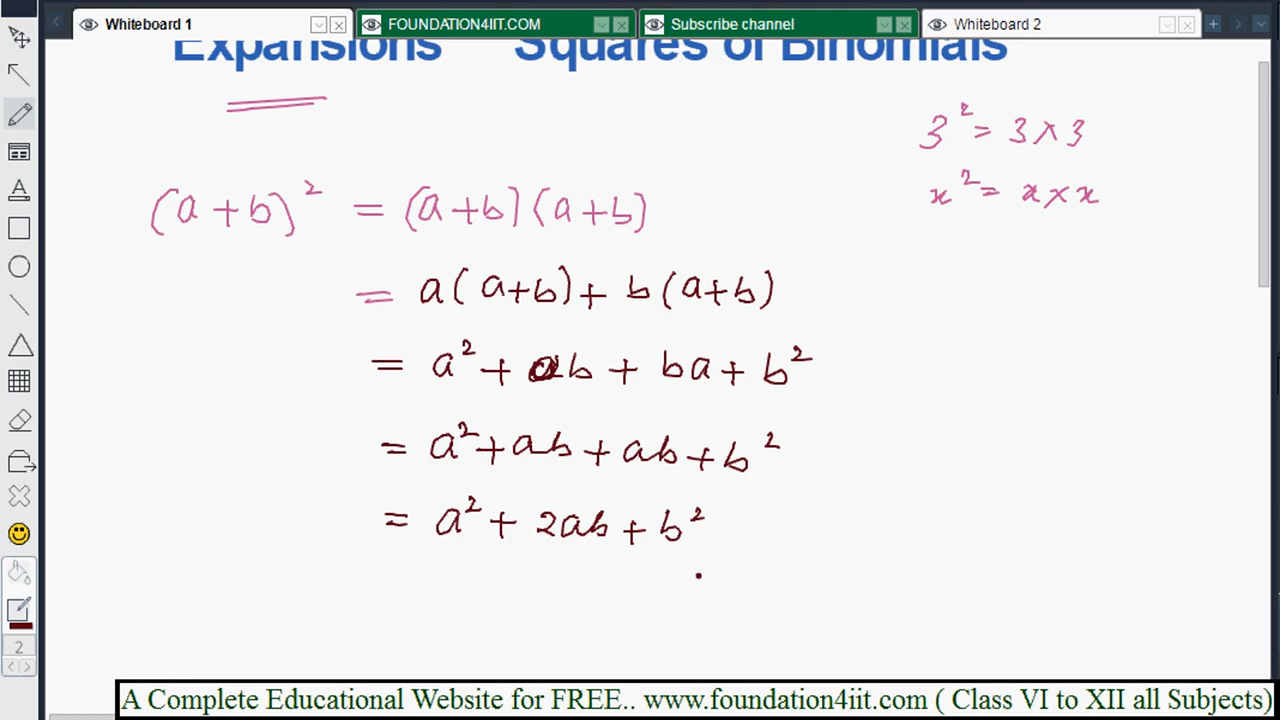 Whiteboard 1 FOUNDATION4IIT.COM Subscribe channel Whiteboard 2
Expansions Squares of Binomials
3² = 3 × 3
x² = x × x
(a + b)² = (a + b) (a + b)
= a (a + b) + b (a + b)
= a² + ab + ba + b²
= a² + ab + ab + b²
= a² + 2ab + b²
2
A Complete Educational Website for FREE.. www.foundation4iit.com ( Class VI to XII all Subjects)